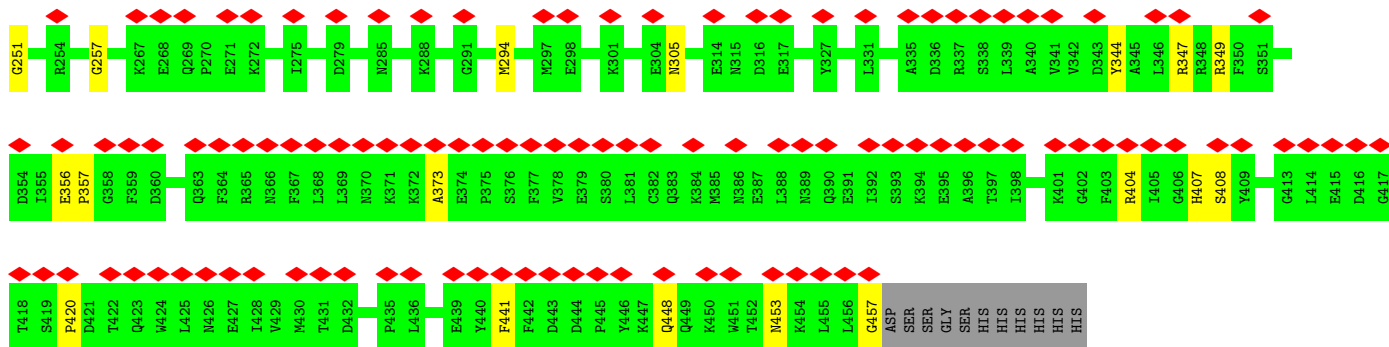 G251 R254 G257 K267 E268 Q269 P270 E271 K272 I275 D279 N285 K288 G291 M294 M297 E298 K301 E304 N305 E314 N315 D316 E317 Y327 L331 A335 D336 R337 S338 L339 A340 V341 V342 D343 Y344 A345 L346 R347 R348 R349 F350 S351
D354 I355 E356 P357 G358 F359 D360 Q363 F364 R365 N366 F367 L368 L369 N370 K371 K372 A373 E374 P375 S376 F377 V378 E379 S380 L381 C382 Q383 K384 M385 N386 E387 L388 N389 Q390 E391 I392 S393 K394 E395 A396 T397 I398 K401 G402 F403 R404 I405 G406 H407 S408 Y409 G413 L414 E415 D416 G417
T418 S419 P420 D421 T422 Q423 W424 L425 N426 E427 I428 V429 M430 T431 D432 P435 L436 E439 Y440 F441 F442 D443 D444 P445 Y446 K447 Q448 Q449 K450 W451 T452 N453 K454 L455 L456 G457 ASP SER SER GLY SER HIS HIS HIS HIS HIS HIS